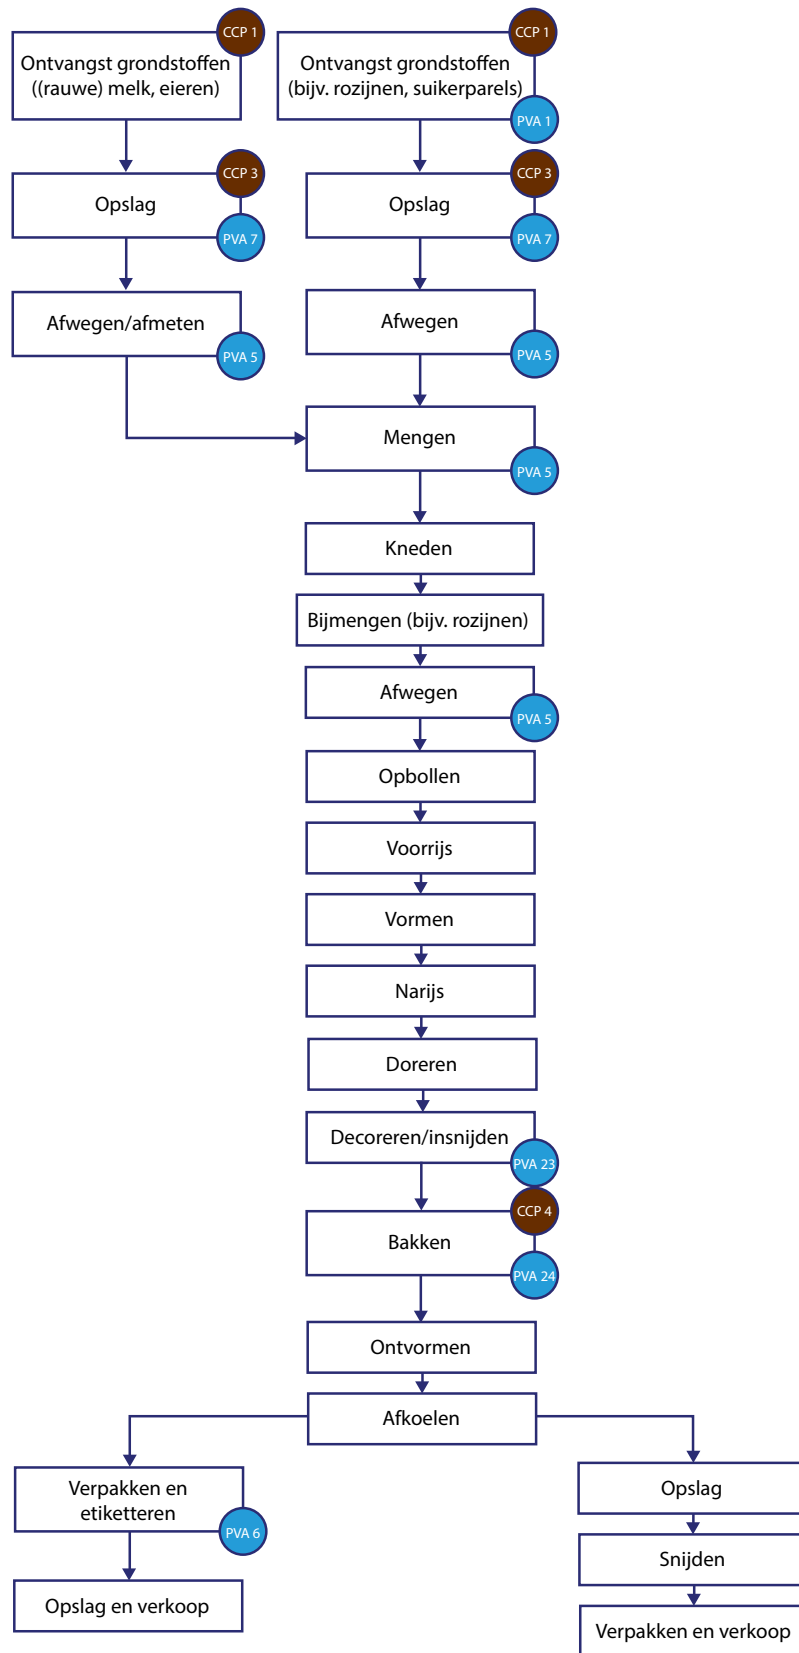 CCP 1
Ontvangst grondstoffen
((rauwe) melk, eieren)
CCP 1
Ontvangst grondstoffen
(bijv. rozijnen, suikerparels)
PVA 1
CCP 3
Opslag
PVA 7
CCP 3
Opslag
PVA 7
Afwegen/afmeten
PVA 5
Afwegen
PVA 5
Mengen
PVA 5
Kneden
Bijmengen (bijv. rozijnen)
Afwegen
PVA 5
Opbollen
Voorrijs
Vormen
Narijs
Doreren
Decoreren/insnijden
PVA 23
CCP 4
Bakken
PVA 24
Ontvormen
Afkoelen
Verpakken en
etiketteren
PVA 6
Opslag en verkoop
Opslag
Snijden
Verpakken en verkoop